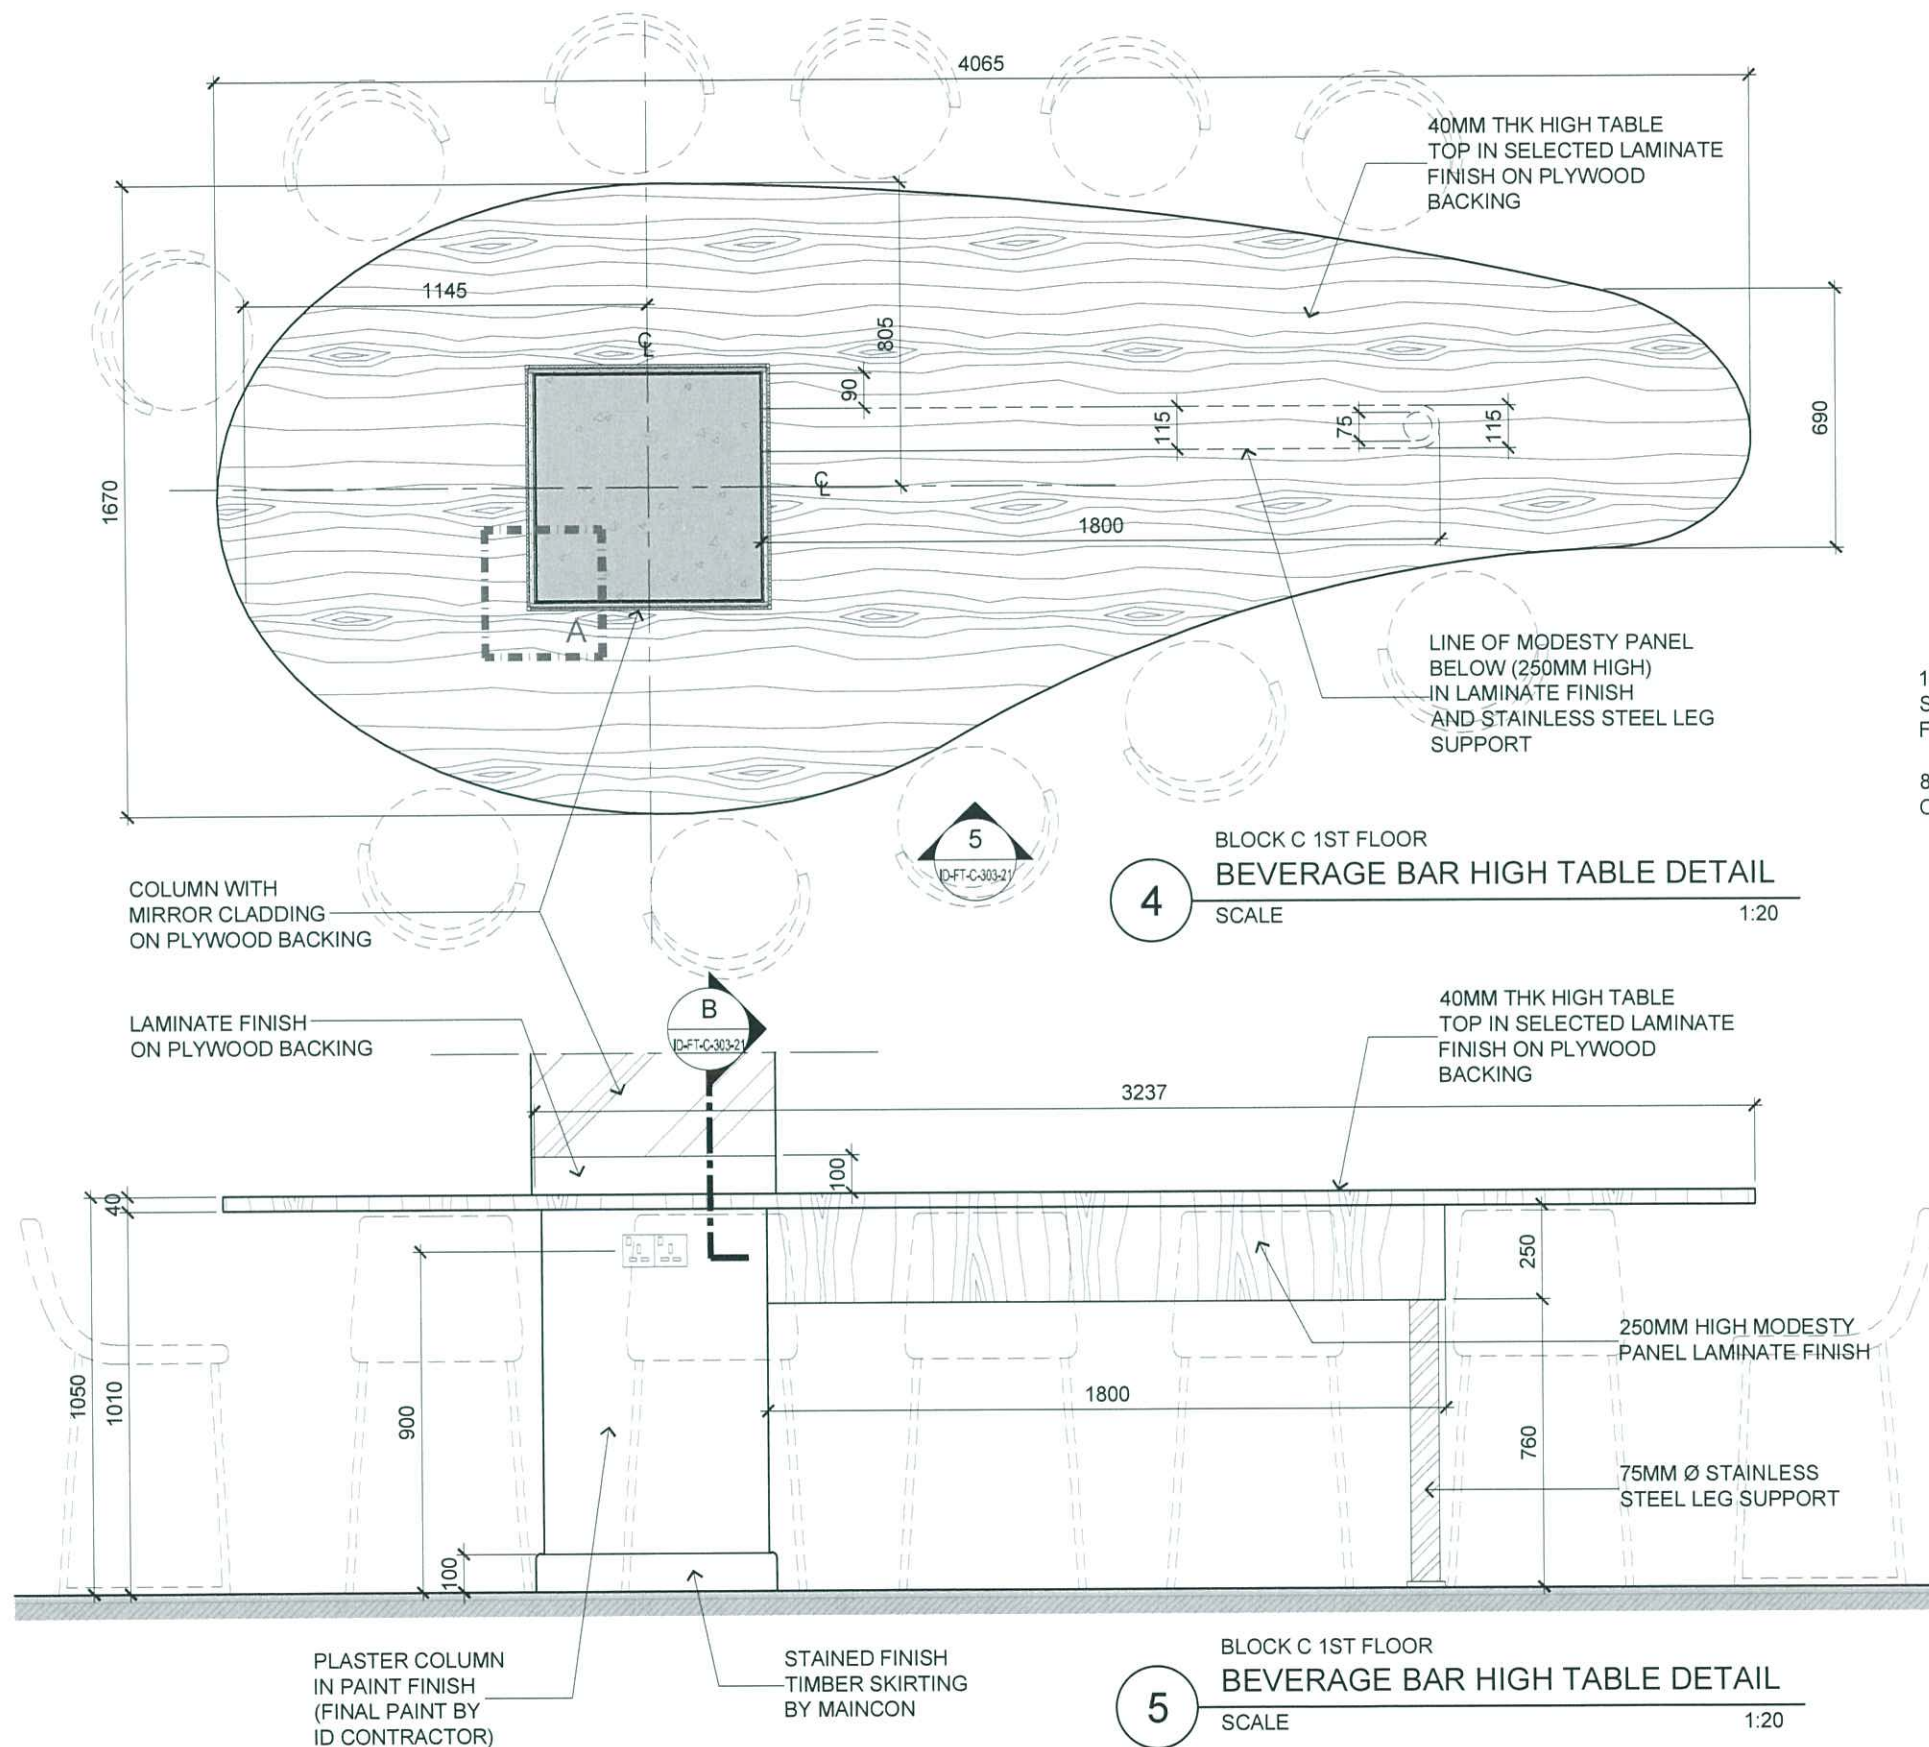 4065
40MM THK HIGH TABLE
TOP IN SELECTED LAMINATE
FINISH ON PLYWOOD
BACKING
1145
805
90
115
75
115
690
1670
℄
℄
1800
A
LINE OF MODESTY PANEL
BELOW (250MM HIGH)
IN LAMINATE FINISH
AND STAINLESS STEEL LEG
SUPPORT
5
ID-FT-C-303-21
4
BLOCK C 1ST FLOOR
BEVERAGE BAR HIGH TABLE DETAIL
SCALE 1:20
COLUMN WITH
MIRROR CLADDING
ON PLYWOOD BACKING
LAMINATE FINISH
ON PLYWOOD BACKING
B
ID-FT-C-303-21
40MM THK HIGH TABLE
TOP IN SELECTED LAMINATE
FINISH ON PLYWOOD
BACKING
3237
100
40
250
250MM HIGH MODESTY
PANEL LAMINATE FINISH
1050
1010
900
1800
760
75MM Ø STAINLESS
STEEL LEG SUPPORT
100
PLASTER COLUMN
IN PAINT FINISH
(FINAL PAINT BY
ID CONTRACTOR)
STAINED FINISH
TIMBER SKIRTING
BY MAINCON
5
BLOCK C 1ST FLOOR
BEVERAGE BAR HIGH TABLE DETAIL
SCALE 1:20